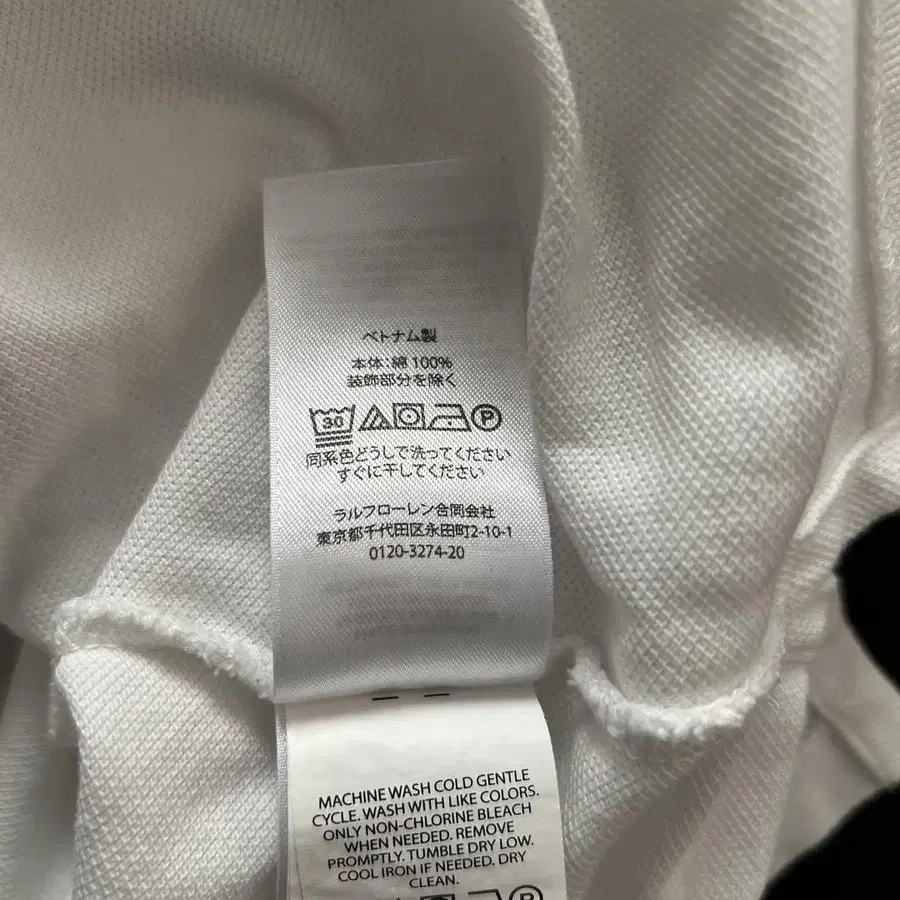 ベトナム製
本体：綿 100%
装飾部分を除く
30 P
同系色どうしで洗ってください
すぐに干してください
ラルフローレン合同会社
東京都千代田区永田町2-10-1
0120-3274-20
MACHINE WASH COLD GENTLE
CYCLE. WASH WITH LIKE COLORS.
ONLY NON-CHLORINE BLEACH
WHEN NEEDED. REMOVE
PROMPTLY. TUMBLE DRY LOW.
COOL IRON IF NEEDED. DRY
CLEAN.